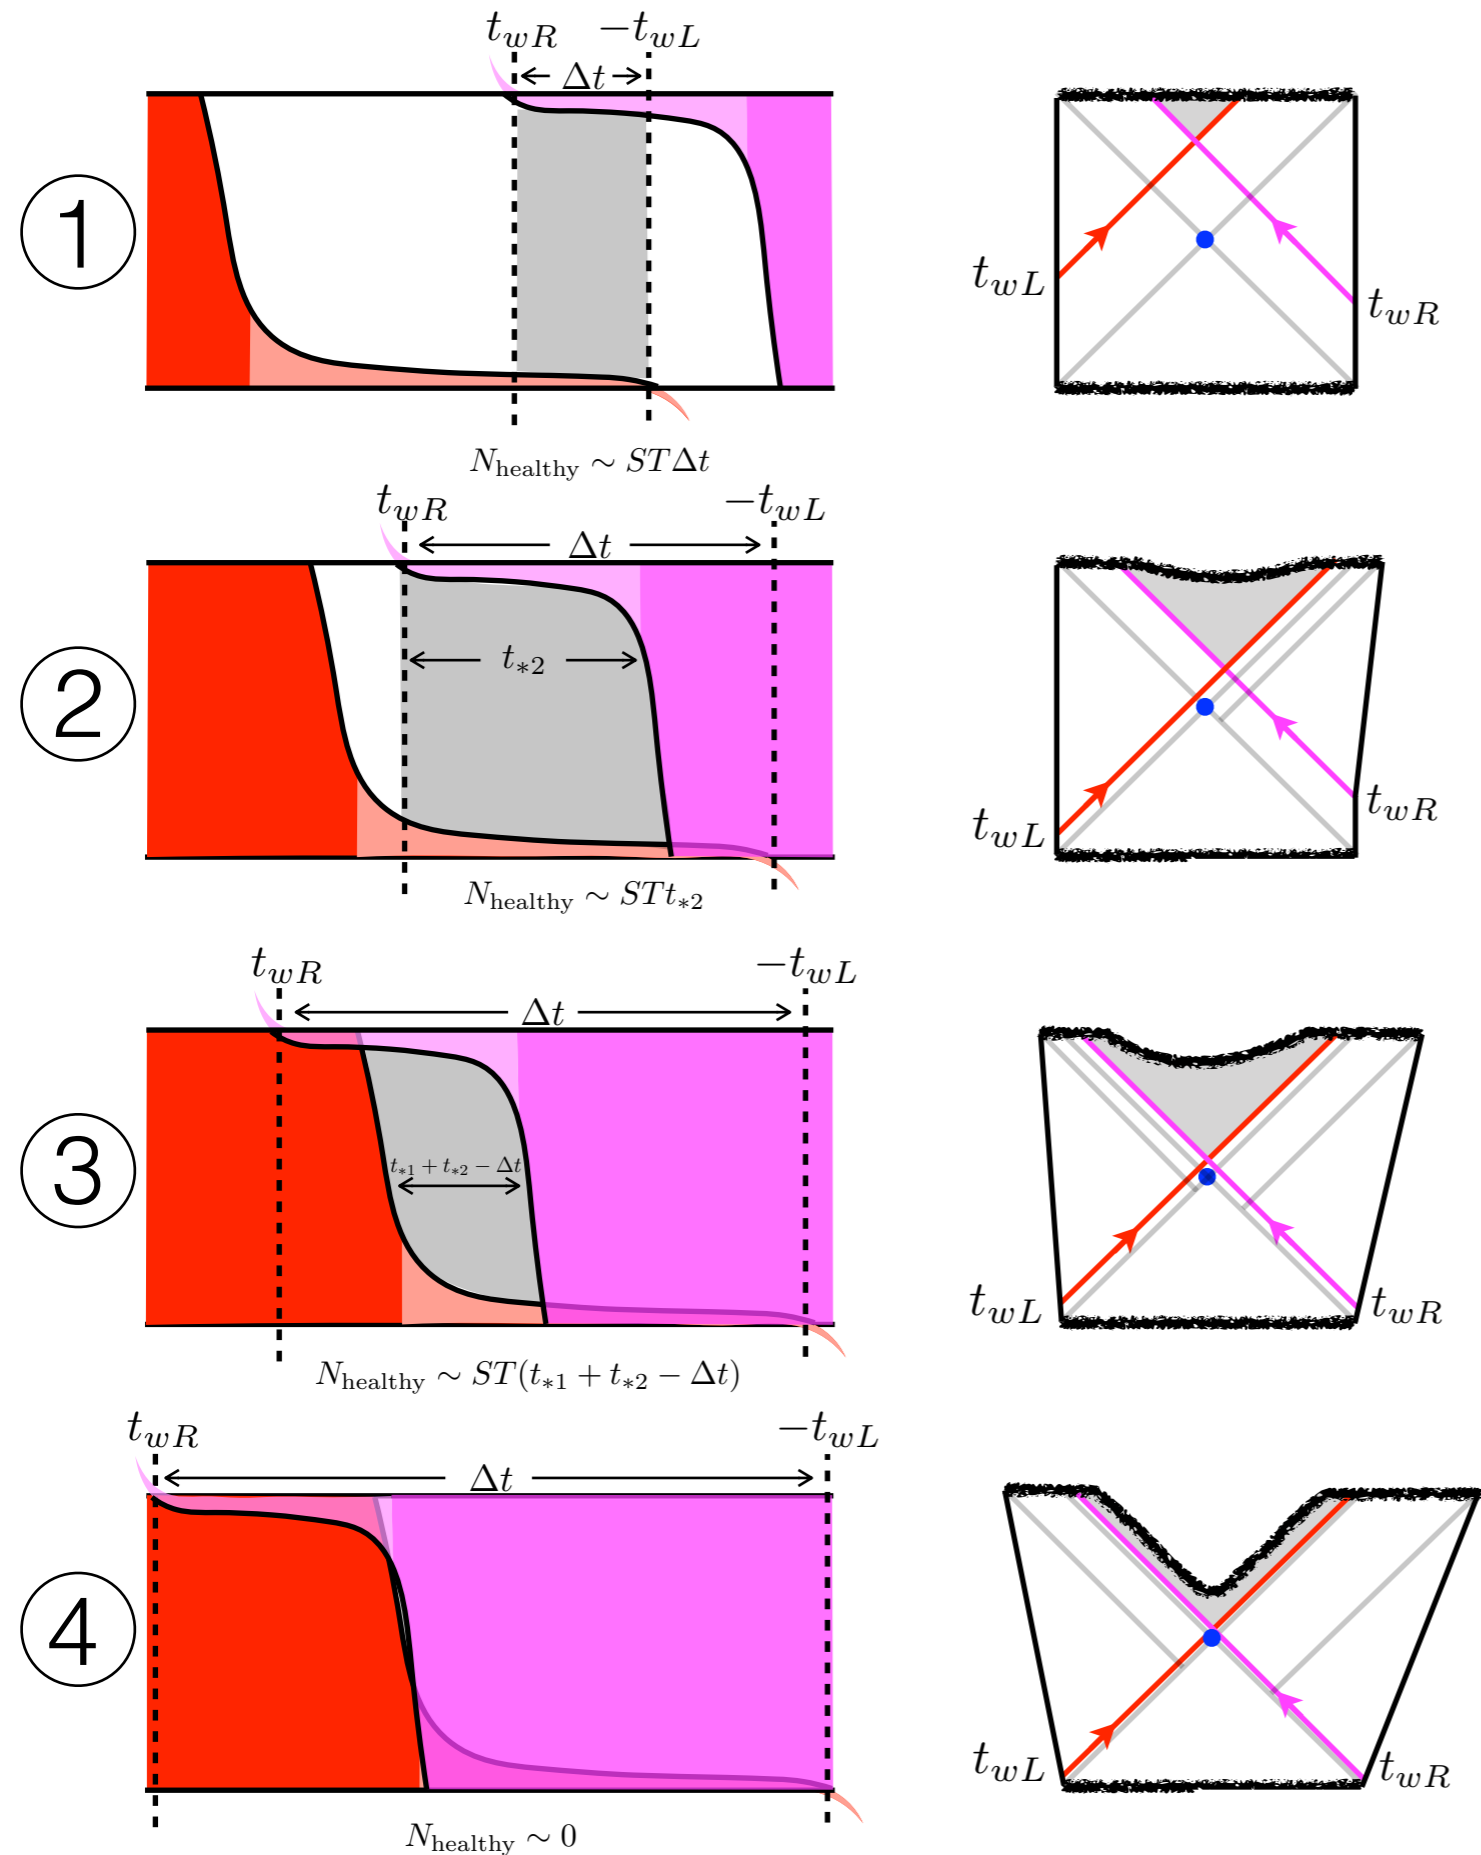 t_{wR} −t_{wL}
Δt
1
t_{wL}
t_{wR}
N_{healthy} ∼ STΔt
t_{wR} −t_{wL}
Δt
t_{∗2}
2
t_{wL}
t_{wR}
N_{healthy} ∼ STt_{∗2}
t_{wR} −t_{wL}
Δt
t_{∗1} + t_{∗2} − Δt
3
t_{wL}
t_{wR}
N_{healthy} ∼ ST(t_{∗1} + t_{∗2} − Δt)
t_{wR} −t_{wL}
Δt
4
t_{wL}
t_{wR}
N_{healthy} ∼ 0